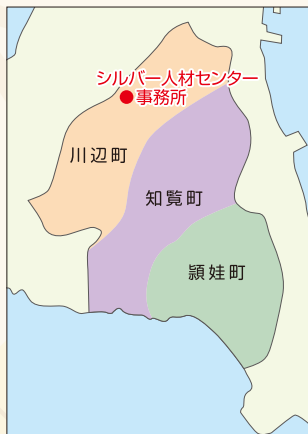 シルバー人材センター
事務所
川辺町
知覧町
頴娃町